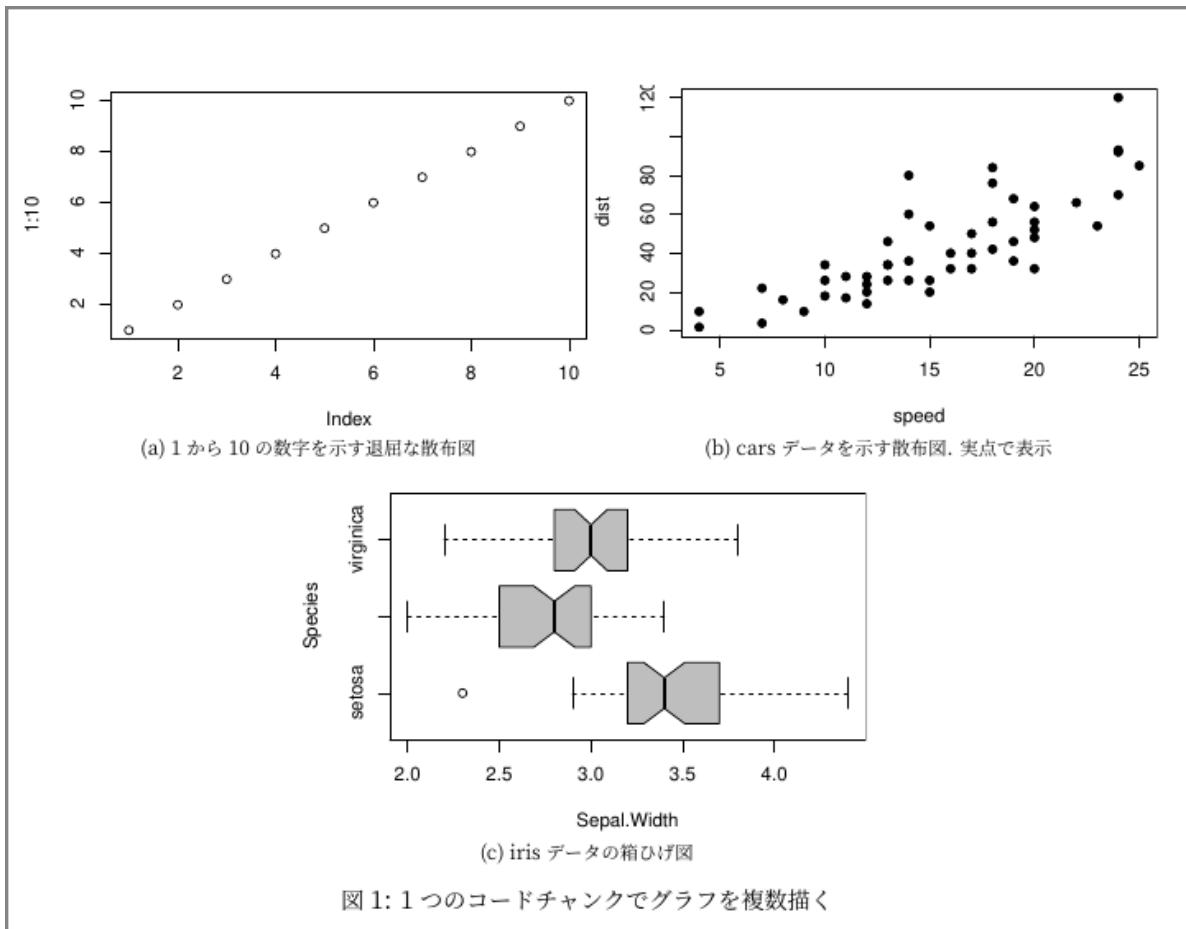 1:10
10
8
6
4
2
2 4 6 8 10
Index
(a) 1 から 10 の数字を示す退屈な散布図
dist
120
80
60
40
20
0
5 10 15 20 25
speed
(b) cars データを示す散布図. 実点で表示
Species
virginica
setosa
2.0 2.5 3.0 3.5 4.0
Sepal.Width
(c) iris データの箱ひげ図
図 1: 1 つのコードチャンクでグラフを複数描く